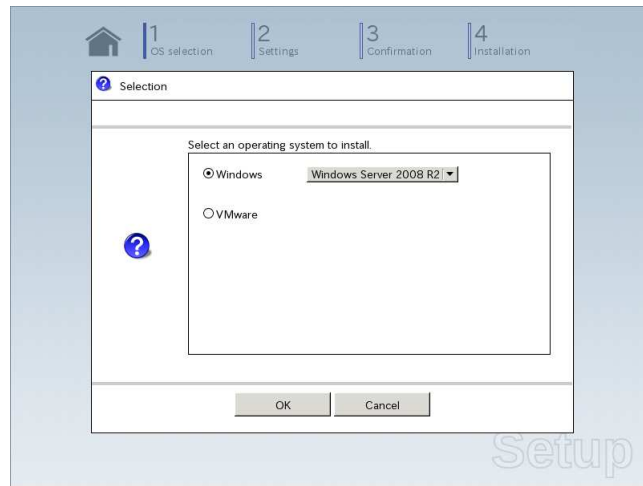 1
OS selection
2
Settings
3
Confirmation
4
Installation
Selection
Select an operating system to install.
Windows
Windows Server 2008 R2
VMware
OK
Cancel
Setup